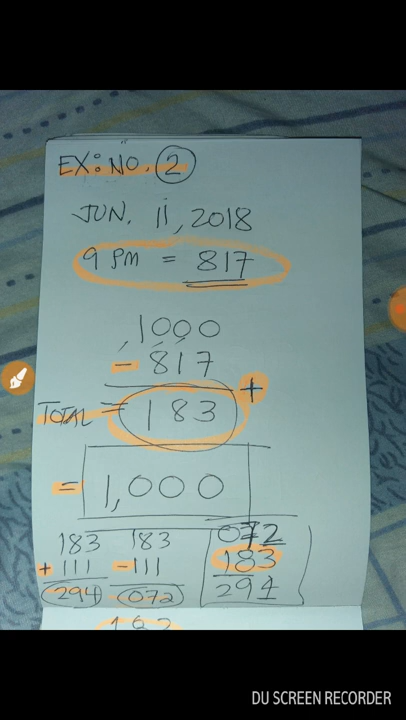 EX: NO. 2
JUN. 11, 2018
9 PM = 817
1000
- 817
+
TOTAL = 183
= 1,000
183 183 072
+ 111 - 111 183
294 072 294
DU SCREEN RECORDER